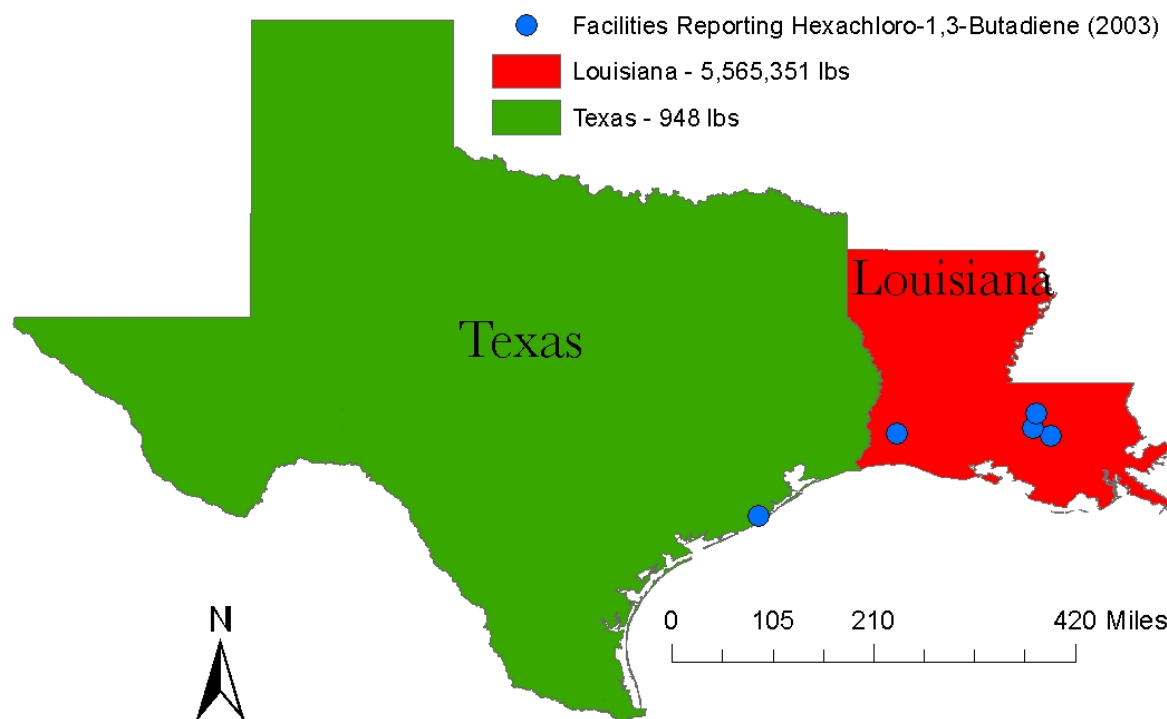 Facilities Reporting Hexachloro-1,3-Butadiene (2003)
Louisiana - 5,565,351 lbs
Texas - 948 lbs
Louisiana
Texas
N
0 105 210 420 Miles